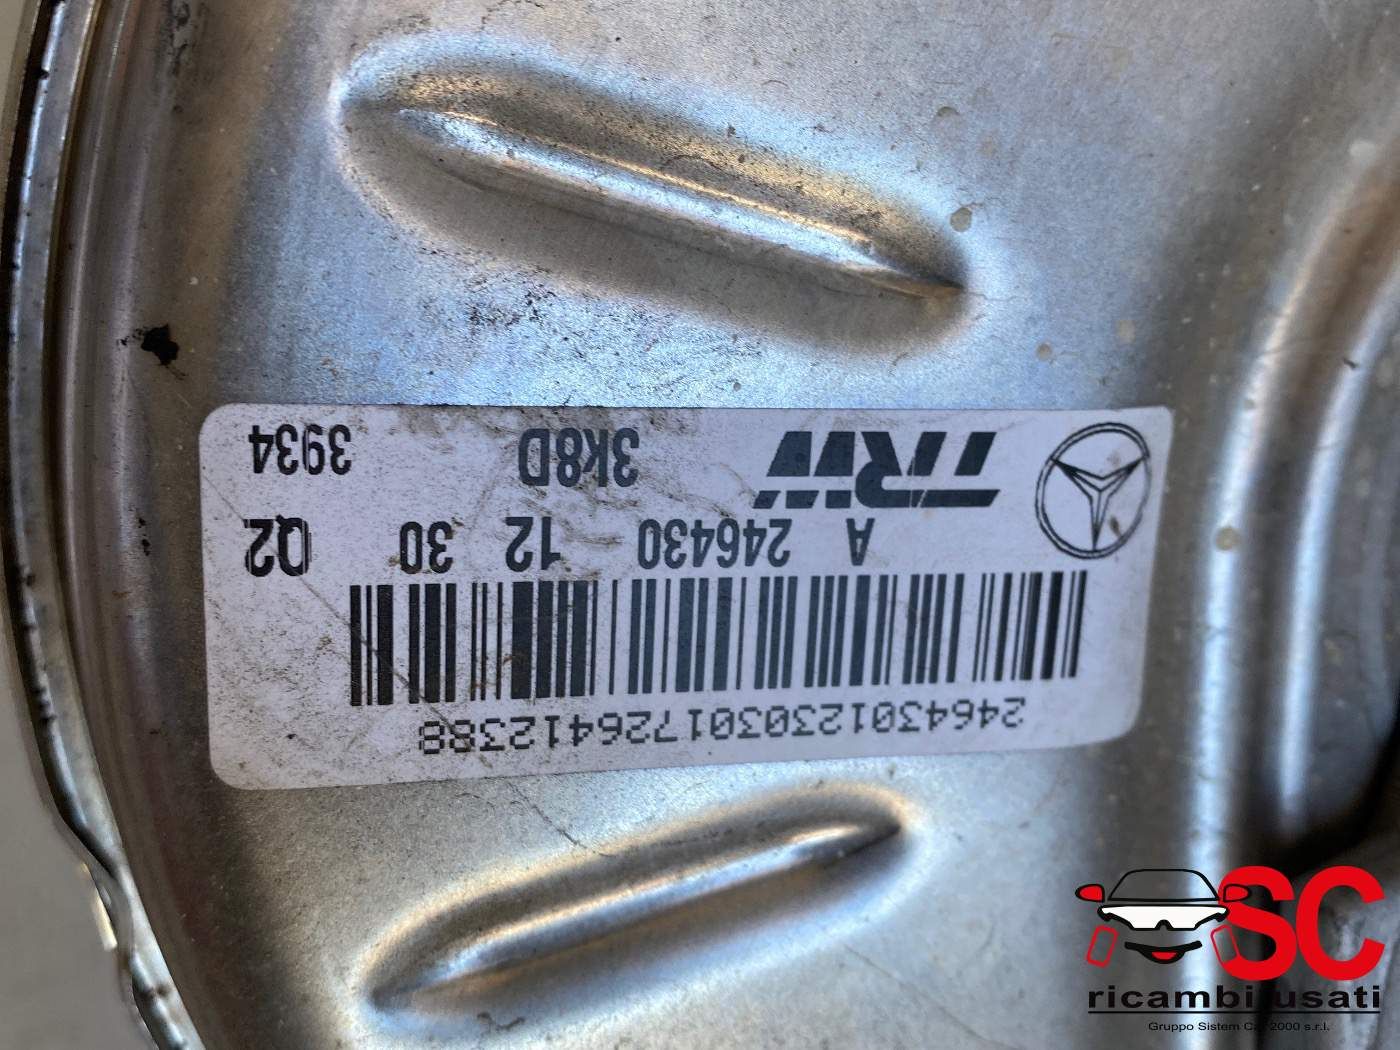 TRW 3k8D 3934
A 246430 12 30 Q2
2464301230301726412388
SC
ricambi usati
Gruppo Sistem Car 2000 s.r.l.